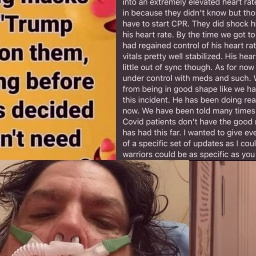 "Trump
on them,
ng before
s decided
n't need
into an extremely elevated heart rate
in because they didn't know but tho
have to start CPR. They did shock h
his heart rate. By the time we got to
had regained control of his heart rat
vitals pretty well stabilized. His hear
little out of sync though. As for now
under control with meds and such. W
from being in good shape like we ha
this incident. He has been doing rea
now. We have been told many times
Covid patients don't have the good r
has had this far. I wanted to give ever
of a specific set of updates as I coul
warriors could be as specific as you